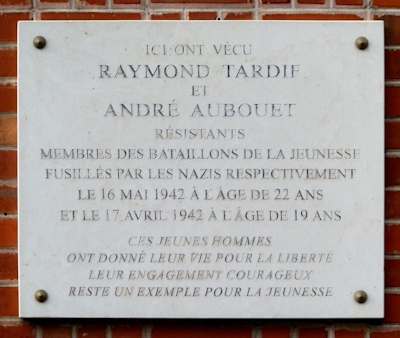 ICI ONT VÉCU
RAYMOND TARDIF
ET
ANDRÉ AUBOUET
RÉSISTANTS
MEMBRES DES BATAILLONS DE LA JEUNESSE
FUSILLÉS PAR LES NAZIS RESPECTIVEMENT
LE 16 MAI 1942 À L'ÂGE DE 22 ANS
ET LE 17 AVRIL 1942 À L'ÂGE DE 19 ANS
CES JEUNES HOMMES
ONT DONNÉ LEUR VIE POUR LA LIBERTÉ
LEUR ENGAGEMENT COURAGEUX
RESTE UN EXEMPLE POUR LA JEUNESSE